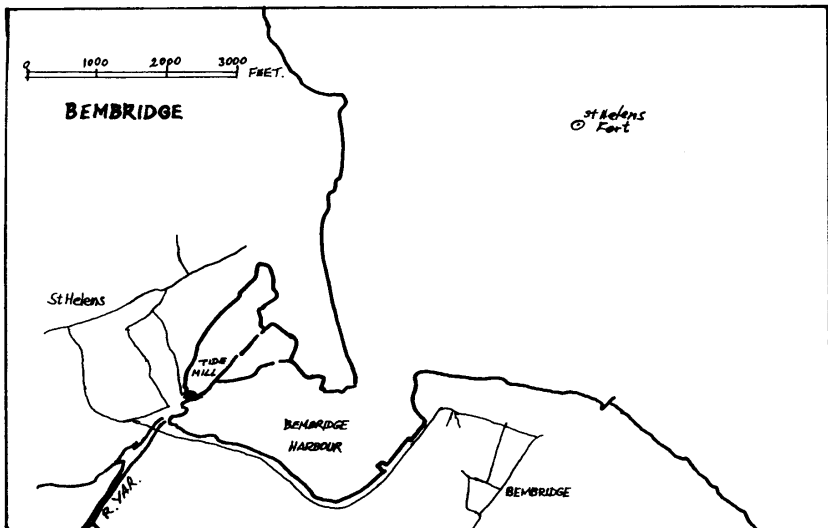 0 1000 2000 3000 FEET.
BEMBRIDGE
St Helens
Fort
St Helens
TIDE
MILL
BEMBRIDGE
HARBOUR
BEMBRIDGE
R. YAR.